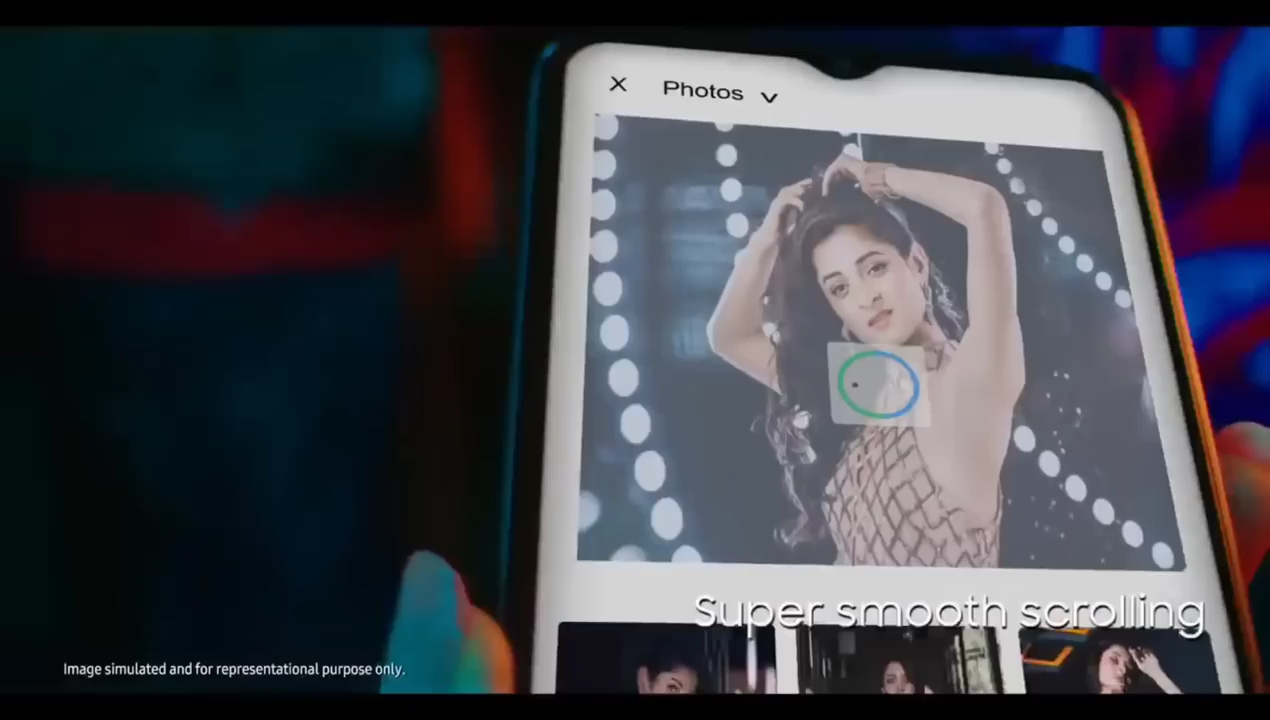 Photos
Super smooth scrolling
Image simulated and for representational purpose only.